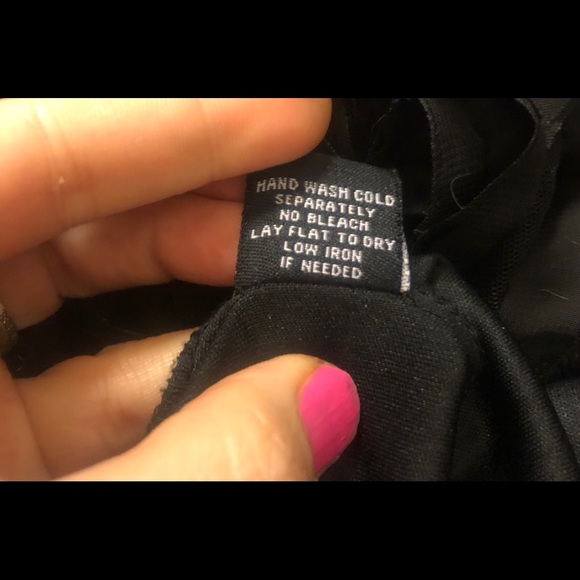 HAND WASH COLD
SEPARATELY
NO BLEACH
LAY FLAT TO DRY
LOW IRON
IF NEEDED